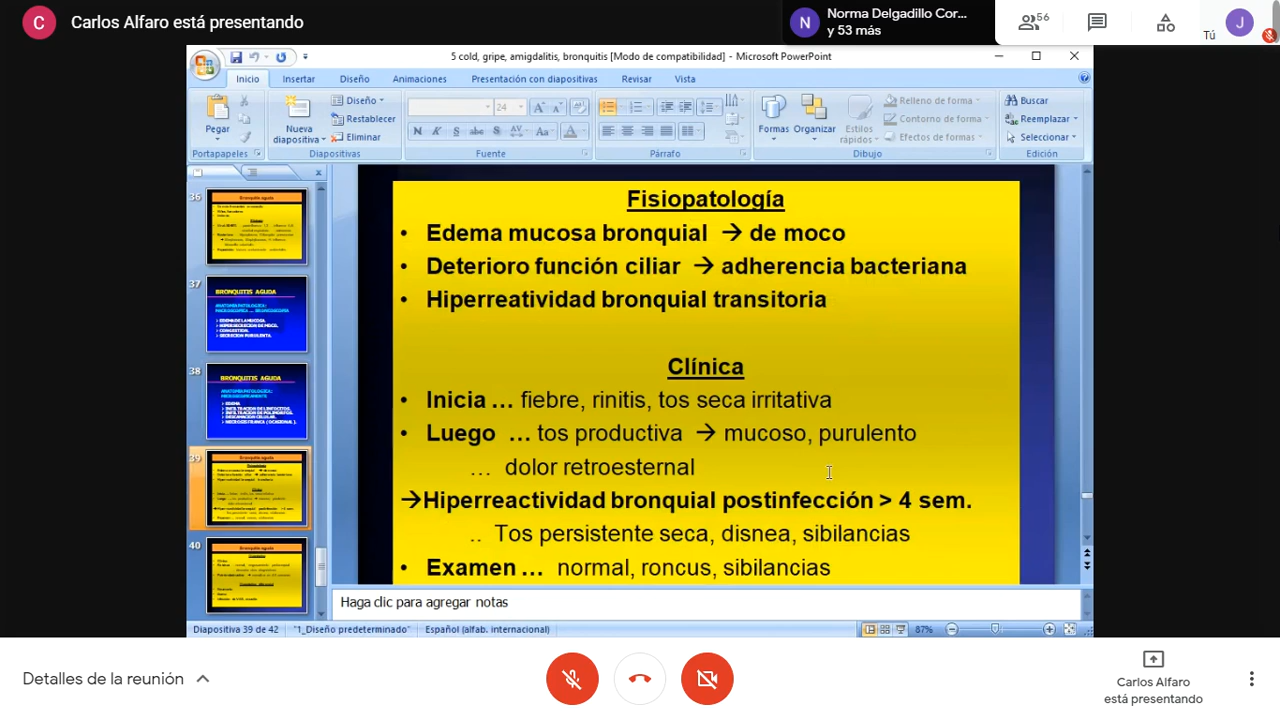 C Carlos Alfaro está presentando
N Norma Delgadillo Cor...
y 53 más
56
Tú
J
5 cold, gripe, amigdalitis, bronquitis [Modo de compatibilidad] - Microsoft PowerPoint
Inicio Insertar Diseño Animaciones Presentación con diapositivas Revisar Vista
Pegar
Portapapeles
Nueva
diapositiva
Diseño
Restablecer
Eliminar
Diapositivas
24
N K S abc S AV Aa A
Fuente
Párrafo
Formas
Organizar
Estilos
rápidos
Relleno de forma
Contorno de forma
Efectos de formas
Dibujo
Buscar
Reemplazar
Seleccionar
Edición
36
Bronquitis aguda
37
BRONQUITIS AGUDA
38
BRONQUITIS AGUDA
39
Bronquitis aguda
40
Bronquitis aguda
Fisiopatología
• Edema mucosa bronquial → de moco
• Deterioro función ciliar → adherencia bacteriana
• Hiperreatividad bronquial transitoria
Clínica
• Inicia ... fiebre, rinitis, tos seca irritativa
• Luego ... tos productiva → mucoso, purulento
... dolor retroesternal
→Hiperreactividad bronquial postinfección > 4 sem.
.. Tos persistente seca, disnea, sibilancias
• Examen ... normal, roncus, sibilancias
Haga clic para agregar notas
Diapositiva 39 de 42 "1_Diseño predeterminado" Español (alfab. internacional) 87%
Detalles de la reunión
Carlos Alfaro
está presentando